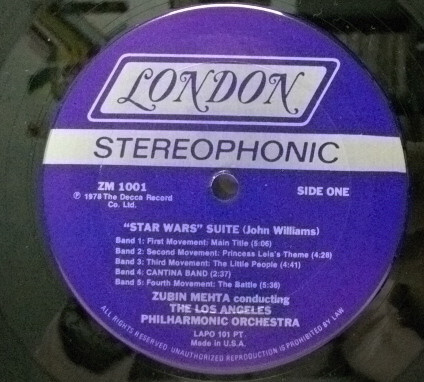 LONDON
STEREOPHONIC
ZM 1001
℗ 1978 The Decca Record
Co. Ltd.
SIDE ONE
"STAR WARS" SUITE (John Williams)
Band 1: First Movement: Main Title (5:06)
Band 2: Second Movement: Princess Leia's Theme (4:28)
Band 3: Third Movement: The Little People (4:41)
Band 4: CANTINA BAND (2:37)
Band 5: Fourth Movement: The Battle (5:36)
ZUBIN MEHTA conducting
THE LOS ANGELES
PHILHARMONIC ORCHESTRA
LAPO 101 PT
Made in U.S.A.
ALL RIGHTS RESERVED. UNAUTHORIZED REPRODUCTION IS PROHIBITED BY LAW